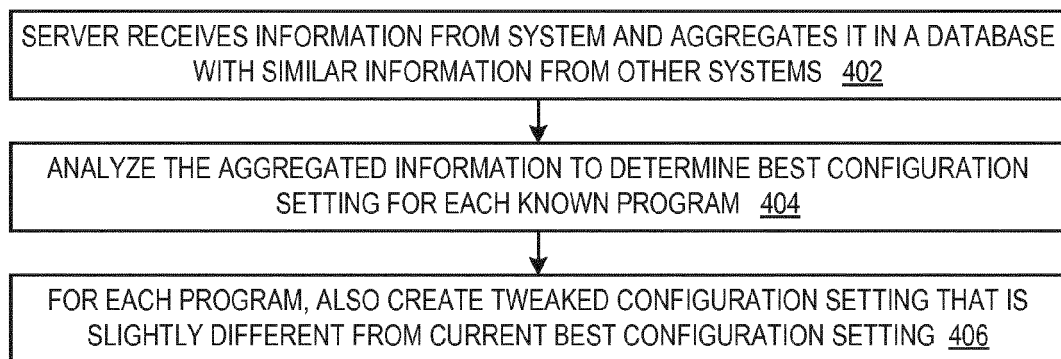 SERVER RECEIVES INFORMATION FROM SYSTEM AND AGGREGATES IT IN A DATABASE
WITH SIMILAR INFORMATION FROM OTHER SYSTEMS 402
ANALYZE THE AGGREGATED INFORMATION TO DETERMINE BEST CONFIGURATION
SETTING FOR EACH KNOWN PROGRAM 404
FOR EACH PROGRAM, ALSO CREATE TWEAKED CONFIGURATION SETTING THAT IS
SLIGHTLY DIFFERENT FROM CURRENT BEST CONFIGURATION SETTING 406